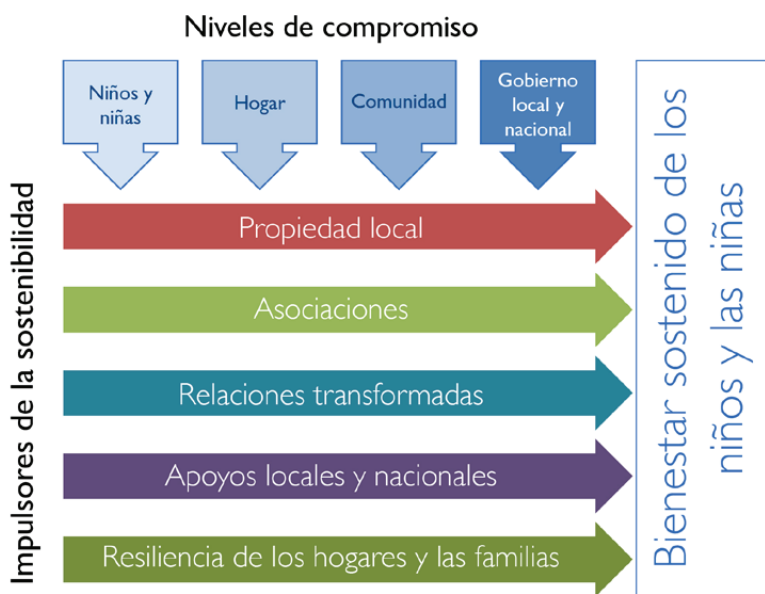 Niveles de compromiso
Niños y
niñas
Hogar
Comunidad
Gobierno
local y
nacional
Impulsores de la sostenibilidad
Propiedad local
Asociaciones
Relaciones transformadas
Apoyos locales y nacionales
Resiliencia de los hogares y las familias
Bienestar sostenido de los
niños y las niñas